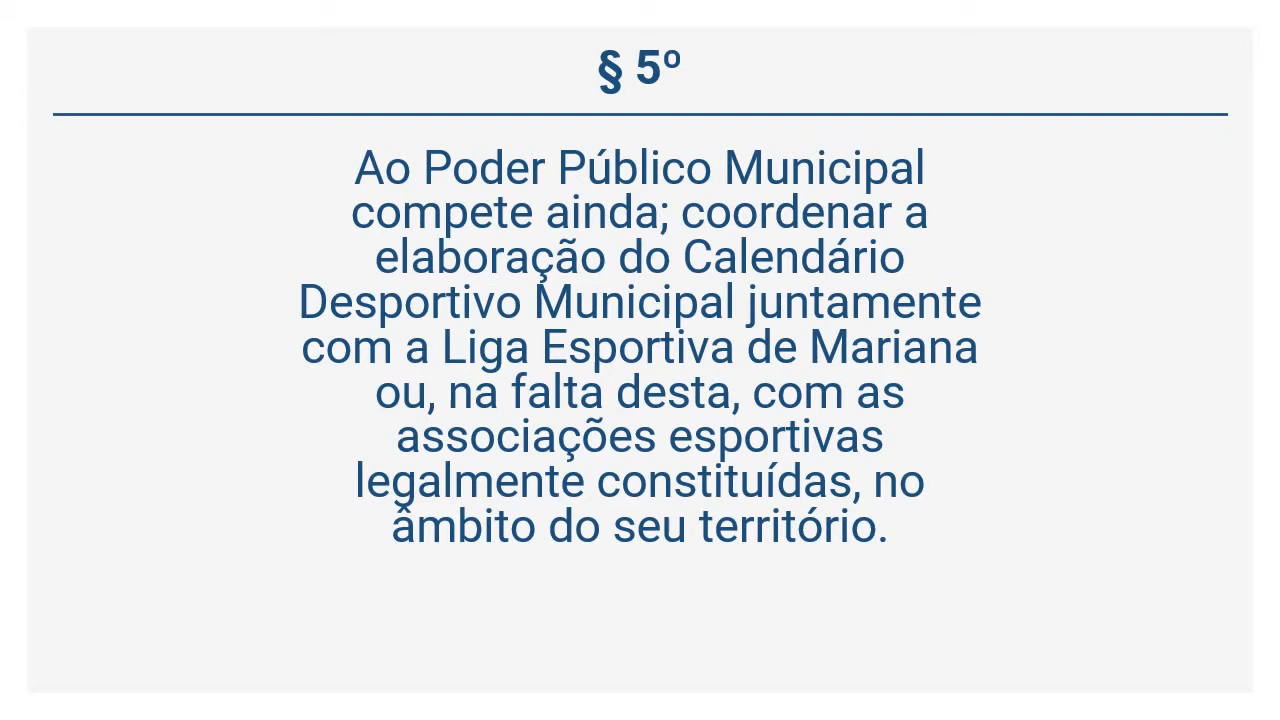 § 5º
Ao Poder Público Municipal
compete ainda; coordenar a
elaboração do Calendário
Desportivo Municipal juntamente
com a Liga Esportiva de Mariana
ou, na falta desta, com as
associações esportivas
legalmente constituídas, no
âmbito do seu território.